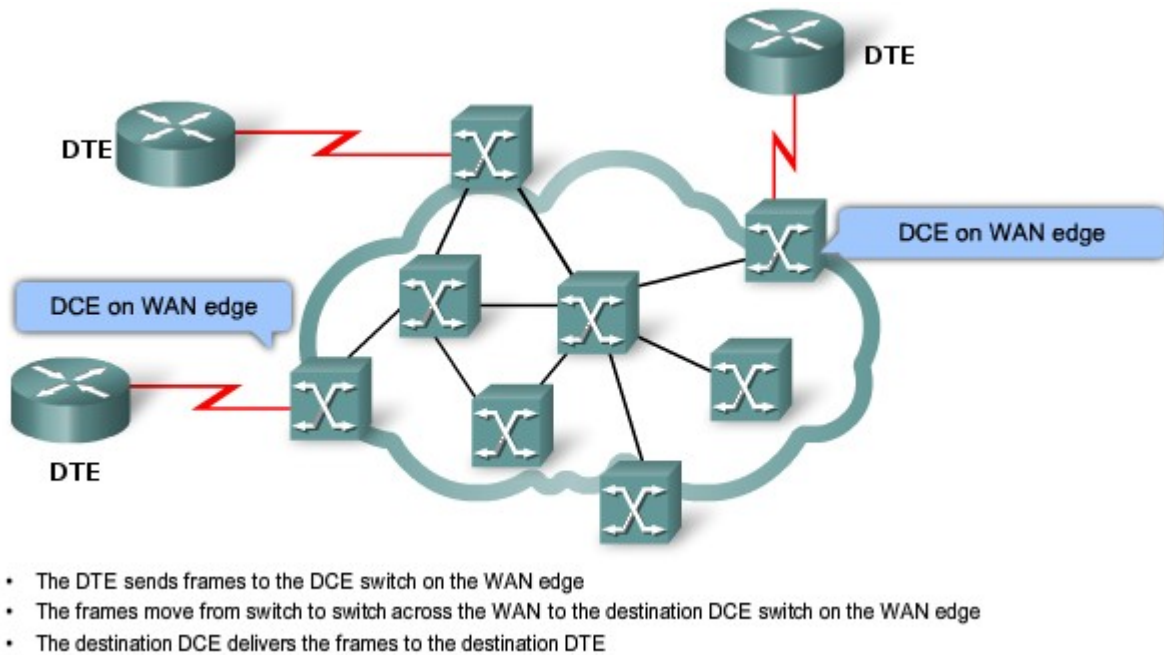 DTE
DTE
DCE on WAN edge
DCE on WAN edge
DTE
• The DTE sends frames to the DCE switch on the WAN edge
• The frames move from switch to switch across the WAN to the destination DCE switch on the WAN edge
• The destination DCE delivers the frames to the destination DTE